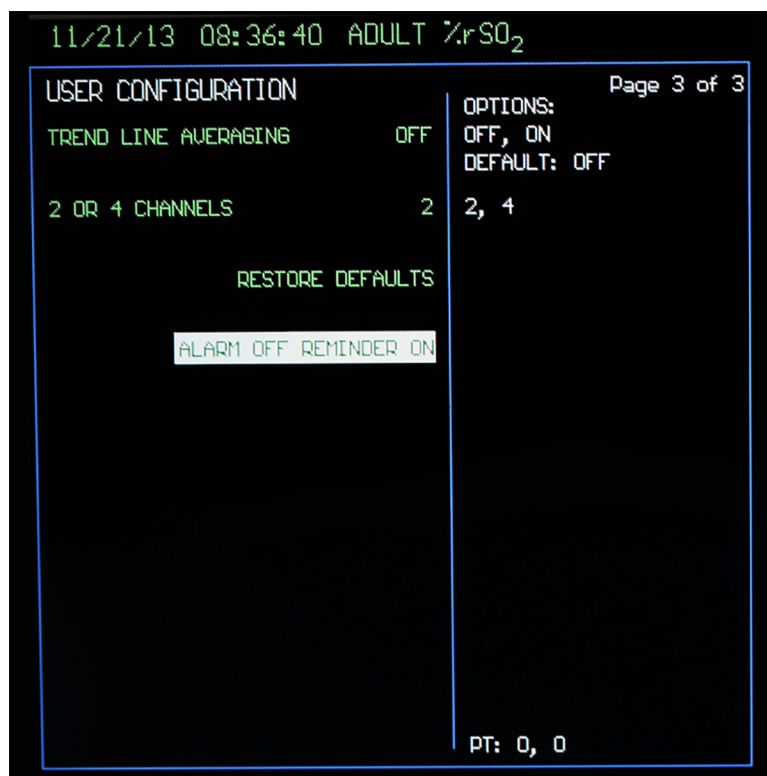 11/21/13 08:36:40 ADULT %rSO₂
USER CONFIGURATION
Page 3 of 3
OPTIONS:
TREND LINE AVERAGING OFF
OFF, ON
DEFAULT: OFF
2 OR 4 CHANNELS 2
2, 4
RESTORE DEFAULTS
ALARM OFF REMINDER ON
PT: 0, 0